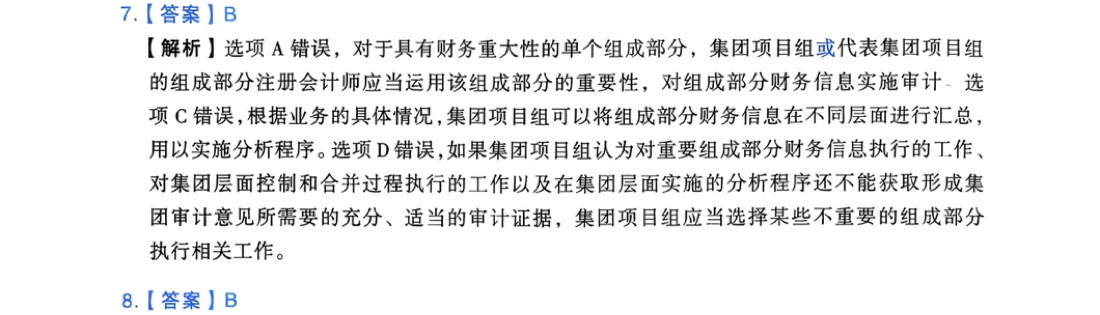 7.【答案】B
【解析】选项 A 错误，对于具有财务重大性的单个组成部分，集团项目组或代表集团项目组
的组成部分注册会计师应当运用该组成部分的重要性，对组成部分财务信息实施审计。选
项 C 错误，根据业务的具体情况，集团项目组可以将组成部分财务信息在不同层面进行汇总，
用以实施分析程序。选项 D 错误，如果集团项目组认为对重要组成部分财务信息执行的工作、
对集团层面控制和合并过程执行的工作以及在集团层面实施的分析程序还不能获取形成集
团审计意见所需要的充分、适当的审计证据，集团项目组应当选择某些不重要的组成部分
执行相关工作。
8.【答案】B